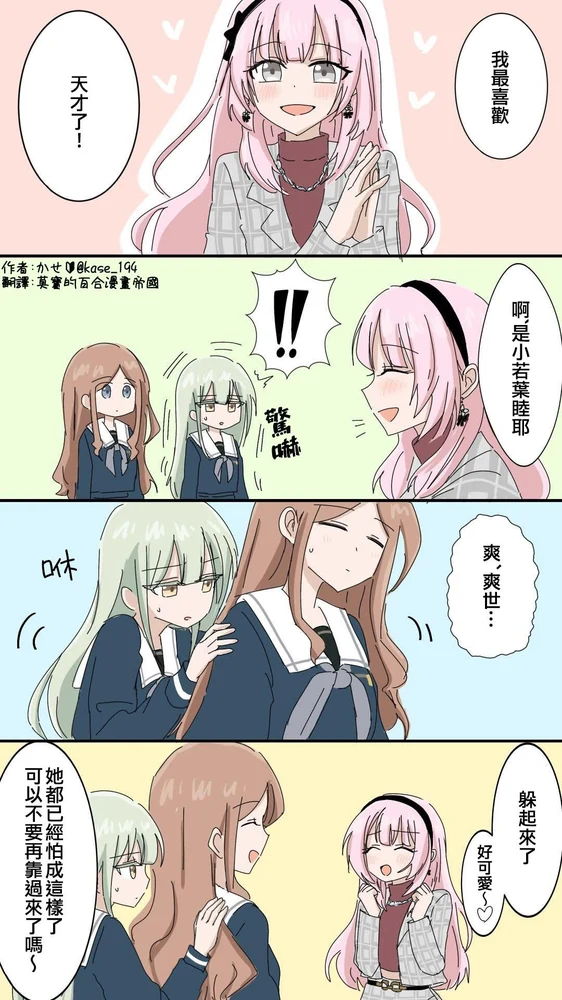 我最喜歡
天才了！
作者:かせ@kase_194
翻譯:莫蹇的百合漫畫帝國
啊,是小若葉睦耶
!!
驚嚇
爽,爽世…
咻
躲起來了
好可愛～♡
她都已經怕成這樣了
可以不要再靠過來了嗎～